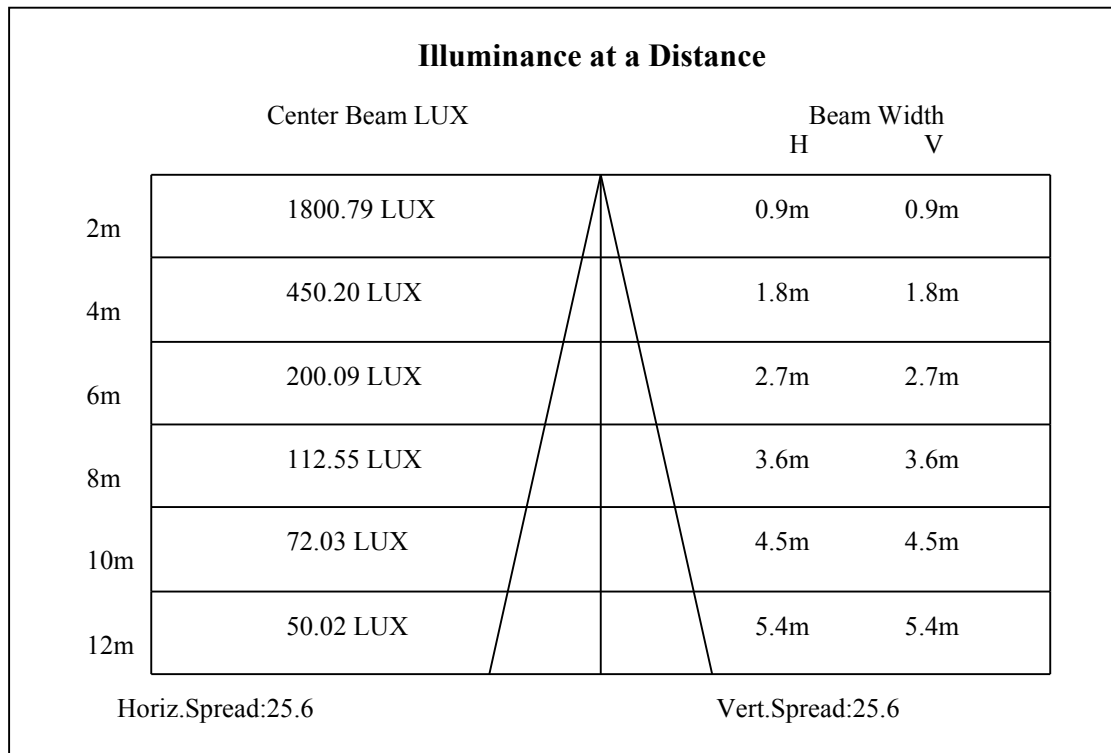 Illuminance at a Distance
Center Beam LUX Beam Width
H V
1800.79 LUX 0.9m 0.9m
2m
450.20 LUX 1.8m 1.8m
4m
200.09 LUX 2.7m 2.7m
6m
112.55 LUX 3.6m 3.6m
8m
72.03 LUX 4.5m 4.5m
10m
50.02 LUX 5.4m 5.4m
12m
Horiz.Spread:25.6 Vert.Spread:25.6